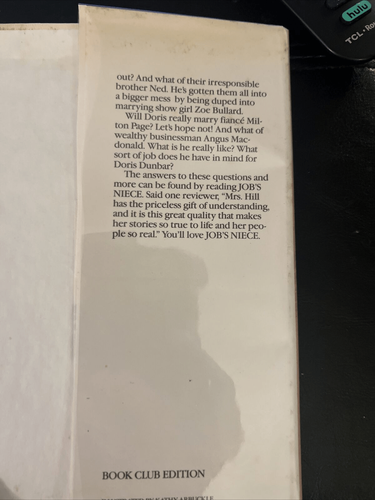 hulu
TCL • Ro
out? And what of their irresponsible
brother Ned. He's gotten them all into
a bigger mess by being duped into
marrying show girl Zoe Bullard.
Will Doris really marry fiancé Mil-
ton Page? Let's hope not! And what of
wealthy businessman Angus Mac-
donald. What is he really like? What
sort of job does he have in mind for
Doris Dunbar?
The answers to these questions and
more can be found by reading JOB'S
NIECE. Said one reviewer, "Mrs. Hill
has the priceless gift of understanding,
and it is this great quality that makes
her stories so true to life and her peo-
ple so real." You'll love JOB'S NIECE.
BOOK CLUB EDITION
BY KATHY ARBUCKLE